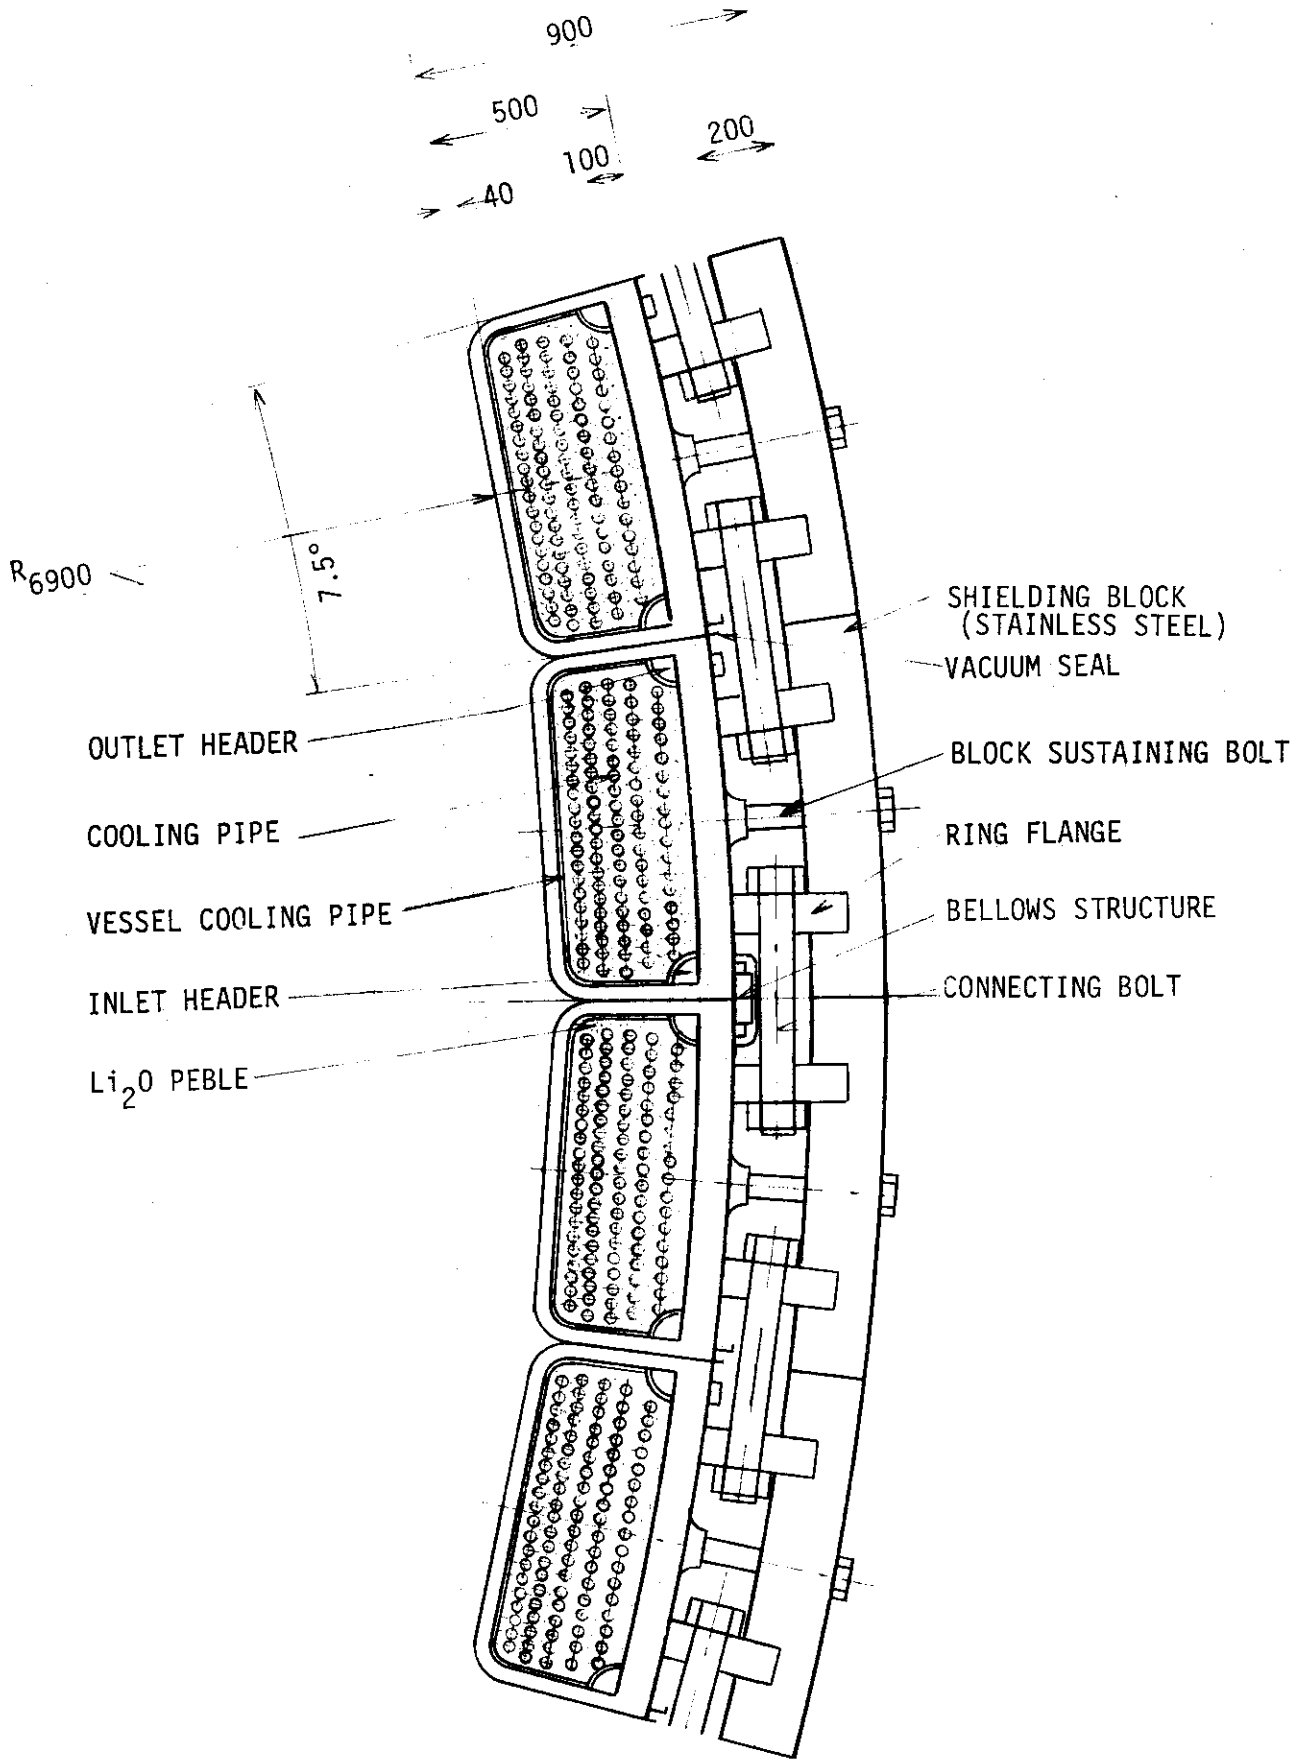 900
500
200
100
40
R6900
7.5°
SHIELDING BLOCK
(STAINLESS STEEL)
VACUUM SEAL
OUTLET HEADER
BLOCK SUSTAINING BOLT
COOLING PIPE
RING FLANGE
VESSEL COOLING PIPE
BELLOWS STRUCTURE
INLET HEADER
CONNECTING BOLT
Li₂O PEBLE